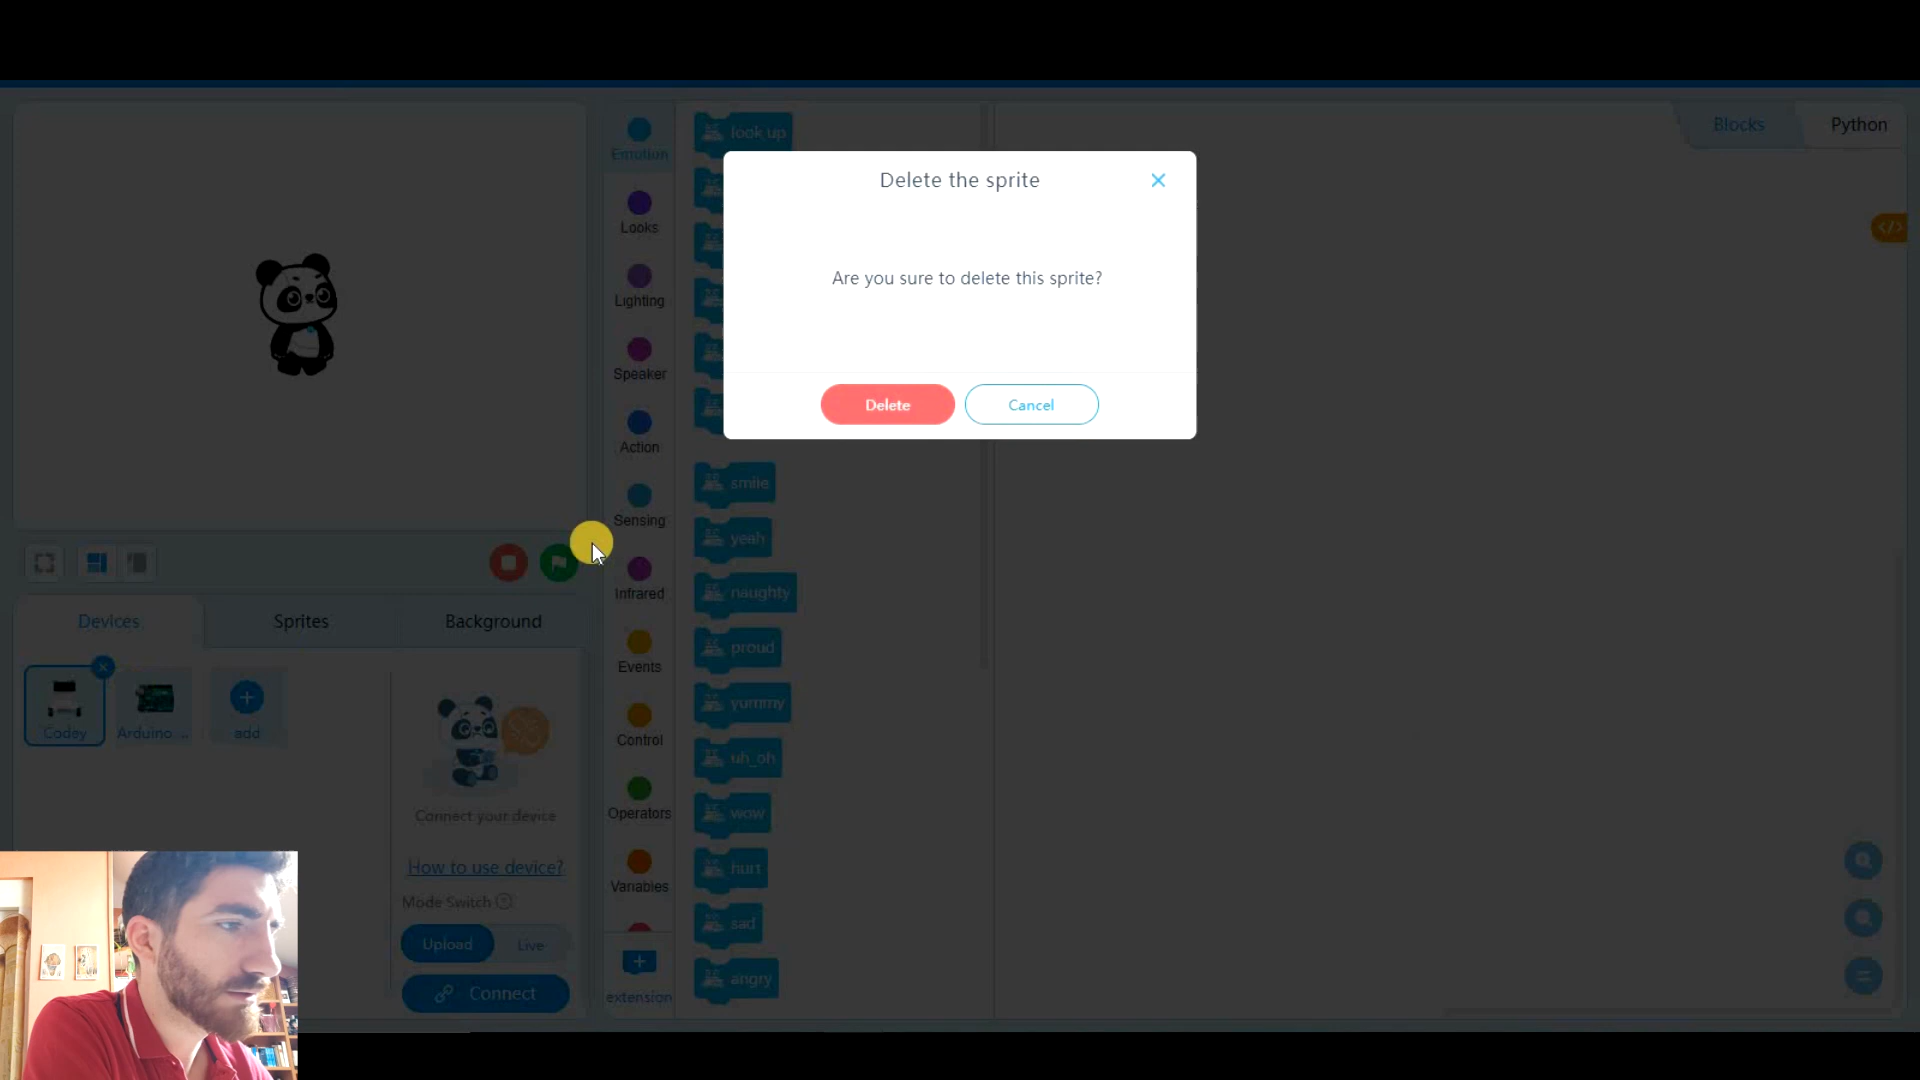 look up
Blocks
Python
Emotion
Delete the sprite
Looks
</>
Are you sure to delete this sprite?
Lighting
Speaker
Delete
Cancel
Action
smile
Sensing
yeah
Infrared
naughty
Devices
Sprites
Background
proud
Events
yummy
Codey
Arduino ...
add
Control
uh_oh
Connect your device
Operators
wow
How to use device?
hurt
Variables
Mode Switch
sad
Upload
Live
angry
Connect
extension